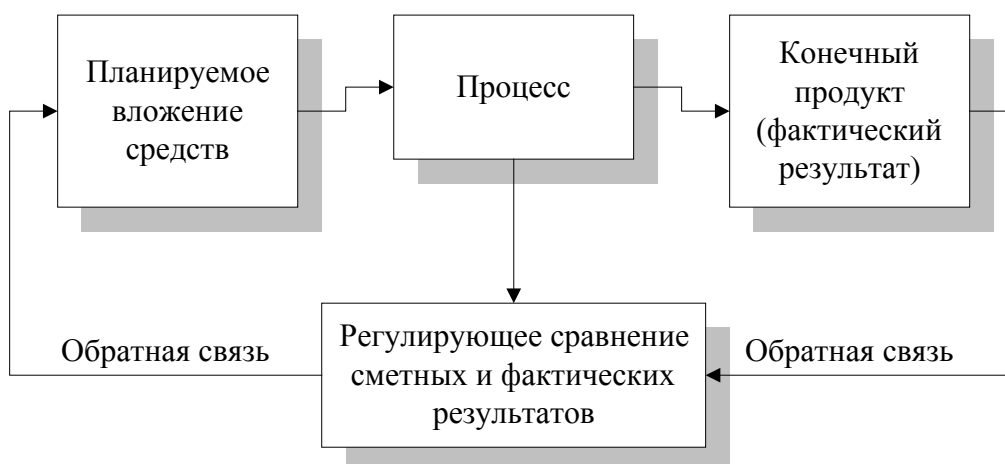 Планируемое
вложение
средств
Процесс
Конечный
продукт
(фактический
результат)
Обратная связь
Регулирующее сравнение
сметных и фактических
результатов
Обратная связь